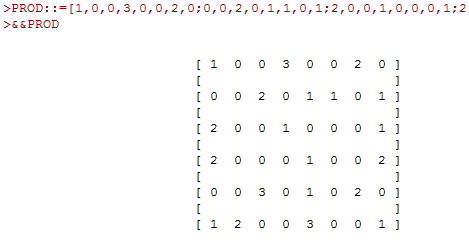 >PROD::=[1,0,0,3,0,0,2,0;0,0,2,0,1,1,0,1;2,0,0,1,0,0,0,1;2
>&&PROD
[ 1 0 0 3 0 0 2 0 ]
[ ]
[ 0 0 2 0 1 1 0 1 ]
[ ]
[ 2 0 0 1 0 0 0 1 ]
[ ]
[ 2 0 0 0 1 0 0 2 ]
[ ]
[ 0 0 3 0 1 0 2 0 ]
[ ]
[ 1 2 0 0 3 0 0 1 ]